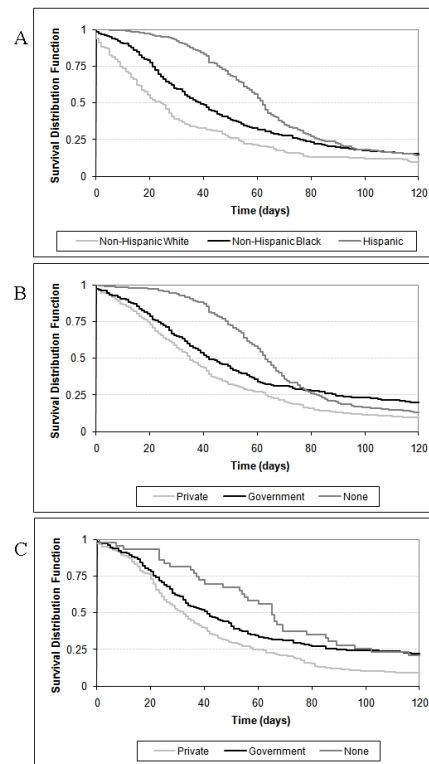 A
Survival Distribution Function
1
0.75
0.5
0.25
0
0 20 40 60 80 100 120
Time (days)
Non-Hispanic White Non-Hispanic Black Hispanic
B
Survival Distribution Function
1
0.75
0.5
0.25
0
0 20 40 60 80 100 120
Time (days)
Private Government None
C
Survival Distribution Function
1
0.75
0.5
0.25
0
0 20 40 60 80 100 120
Time (days)
Private Government None